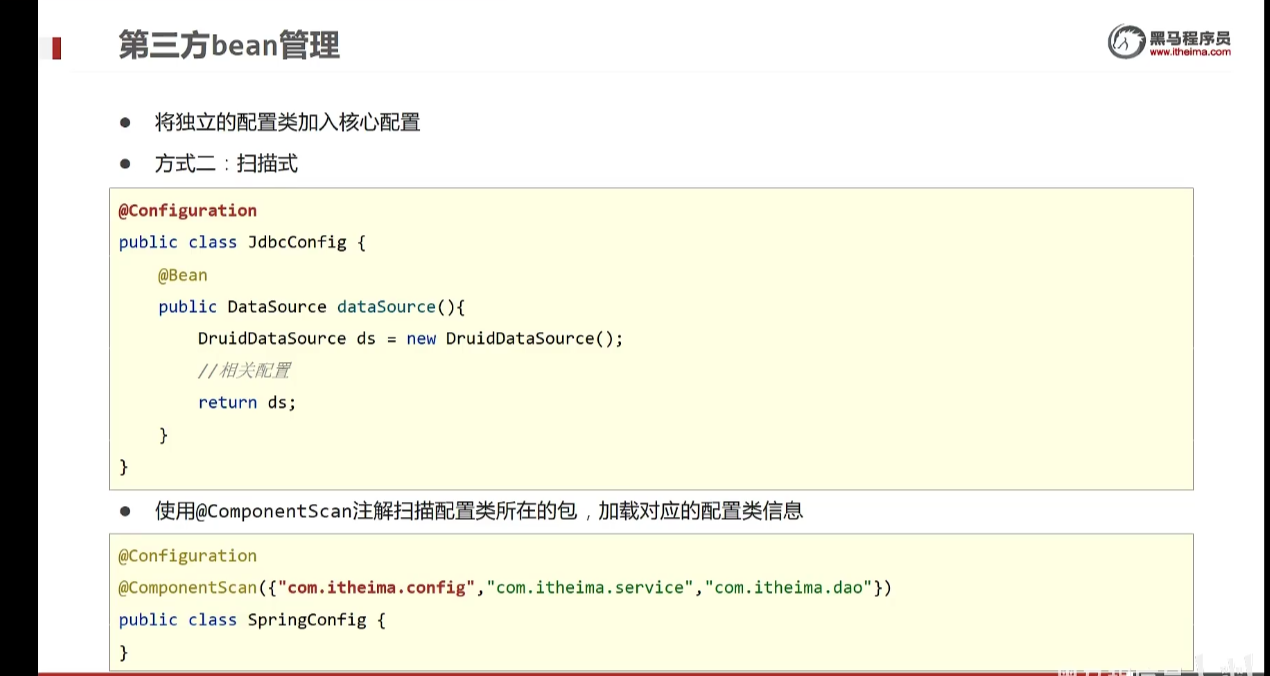 第三方bean管理
黑马程序员
www.itheima.com
● 将独立的配置类加入核心配置
● 方式二：扫描式
@Configuration
public class JdbcConfig {
    @Bean
    public DataSource dataSource(){
        DruidDataSource ds = new DruidDataSource();
        //相关配置
        return ds;
    }
}
● 使用@ComponentScan注解扫描配置类所在的包，加载对应的配置类信息
@Configuration
@ComponentScan({"com.itheima.config","com.itheima.service","com.itheima.dao"})
public class SpringConfig {
}